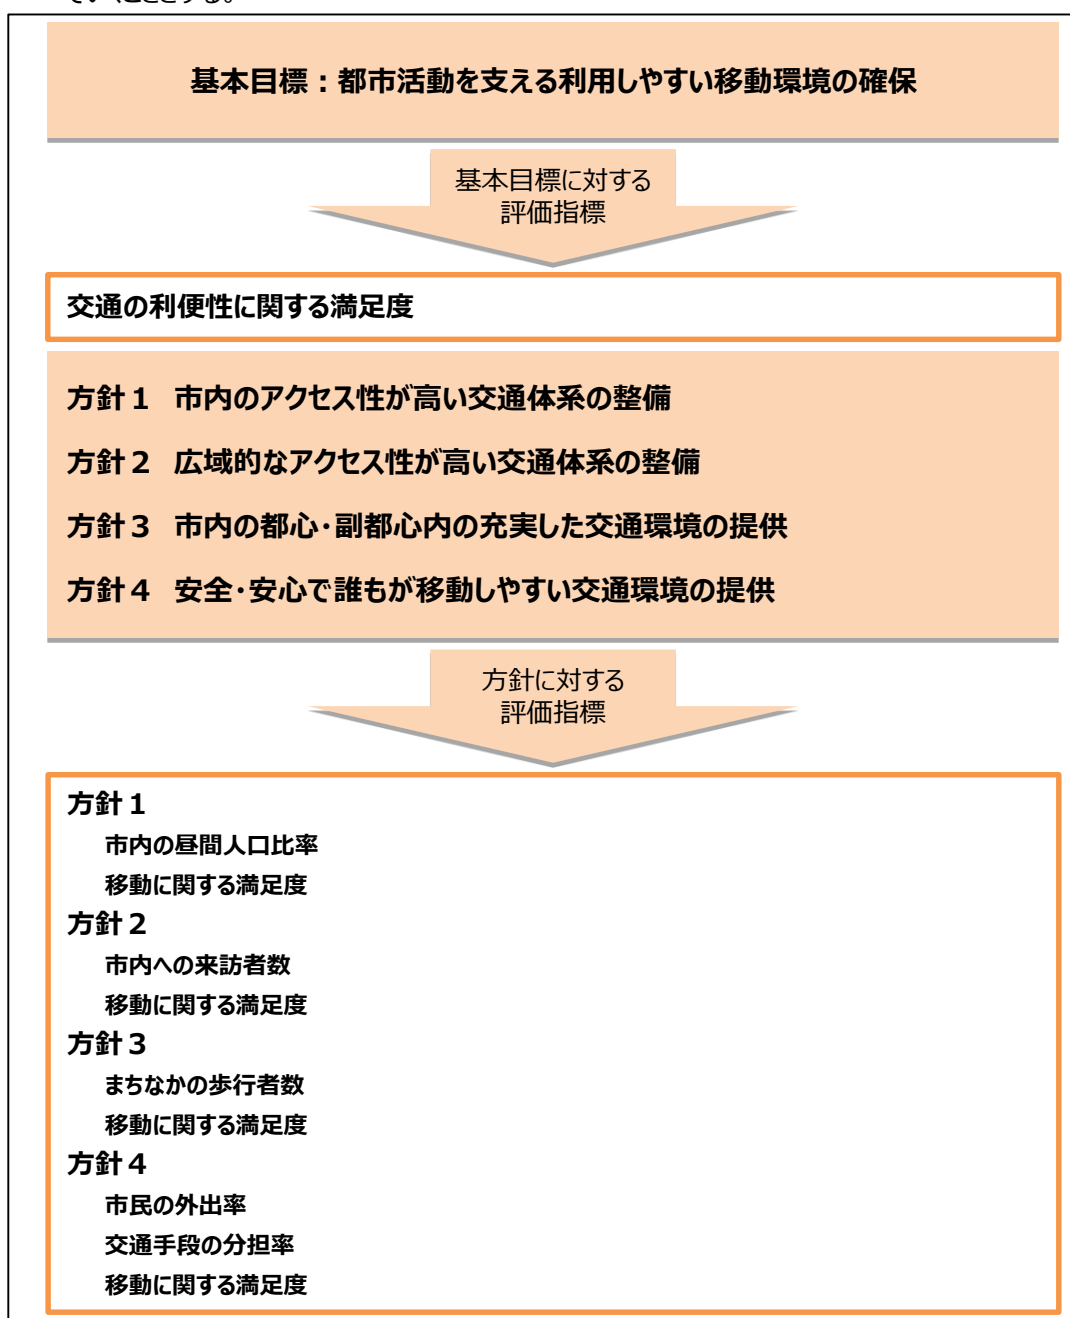 ていくこととする。
基本目標：都市活動を支える利用しやすい移動環境の確保
基本目標に対する
評価指標
交通の利便性に関する満足度
方針１ 市内のアクセス性が高い交通体系の整備
方針２ 広域的なアクセス性が高い交通体系の整備
方針３ 市内の都心・副都心内の充実した交通環境の提供
方針４ 安全・安心で誰もが移動しやすい交通環境の提供
方針に対する
評価指標
方針１
市内の昼間人口比率
移動に関する満足度
方針２
市内への来訪者数
移動に関する満足度
方針３
まちなかの歩行者数
移動に関する満足度
方針４
市民の外出率
交通手段の分担率
移動に関する満足度